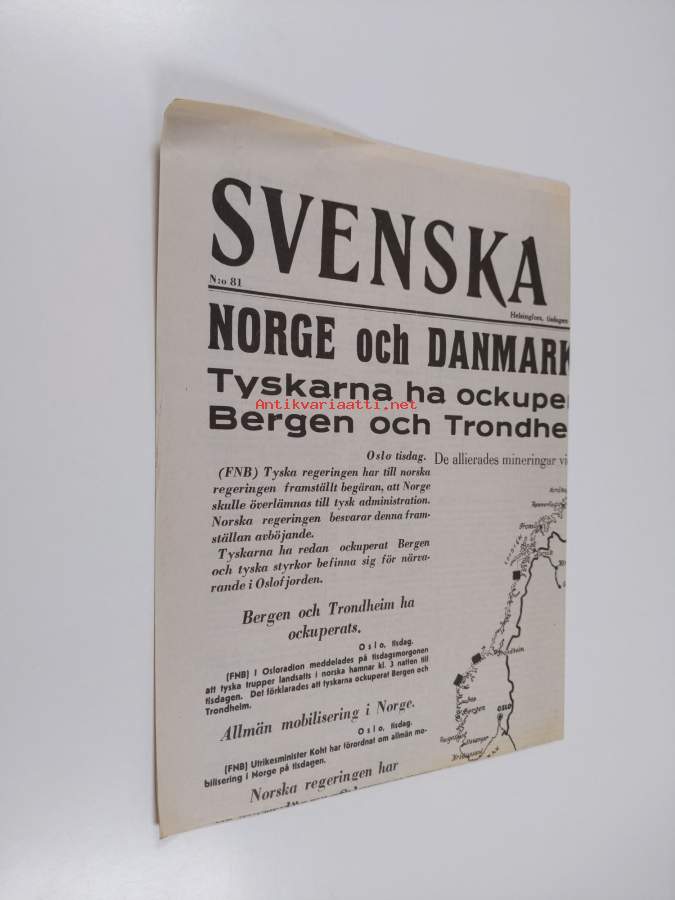 SVENSKA
N:o 81
Helsingfors, tisdagen
NORGE och DANMARK
Tyskarna ha ockuper
Bergen och Trondhe
Antikvariaatti.net
Oslo tisdag.
(FNB) Tyska regeringen har till norska
regeringen framställt begäran, att Norge
skulle överlämnas till tysk administration.
Norska regeringen besvarar denna fram-
ställan avböjande.
Tyskarna ha redan ockuperat Bergen
och tyska styrkor befinna sig för närva-
rande i Oslofjorden.
Bergen och Trondheim ha
ockuperats.
Oslo, tisdag.
(FNB) I Osloradion meddelades på tisdagsmorgonen
att tyska trupper landsatts i norska hamnar kl. 3 natten till
tisdagen. Det förklarades att tyskarna ockuperat Bergen och
Trondheim.
Allmän mobilisering i Norge.
Oslo, tisdag.
(FNB) Utrikesminister Koht har förordnat om allmän mo-
bilisering i Norge på tisdagen.
Norska regeringen har
De allierades mineringar vi
Trondheim
Bergen
OSLO
Stavanger